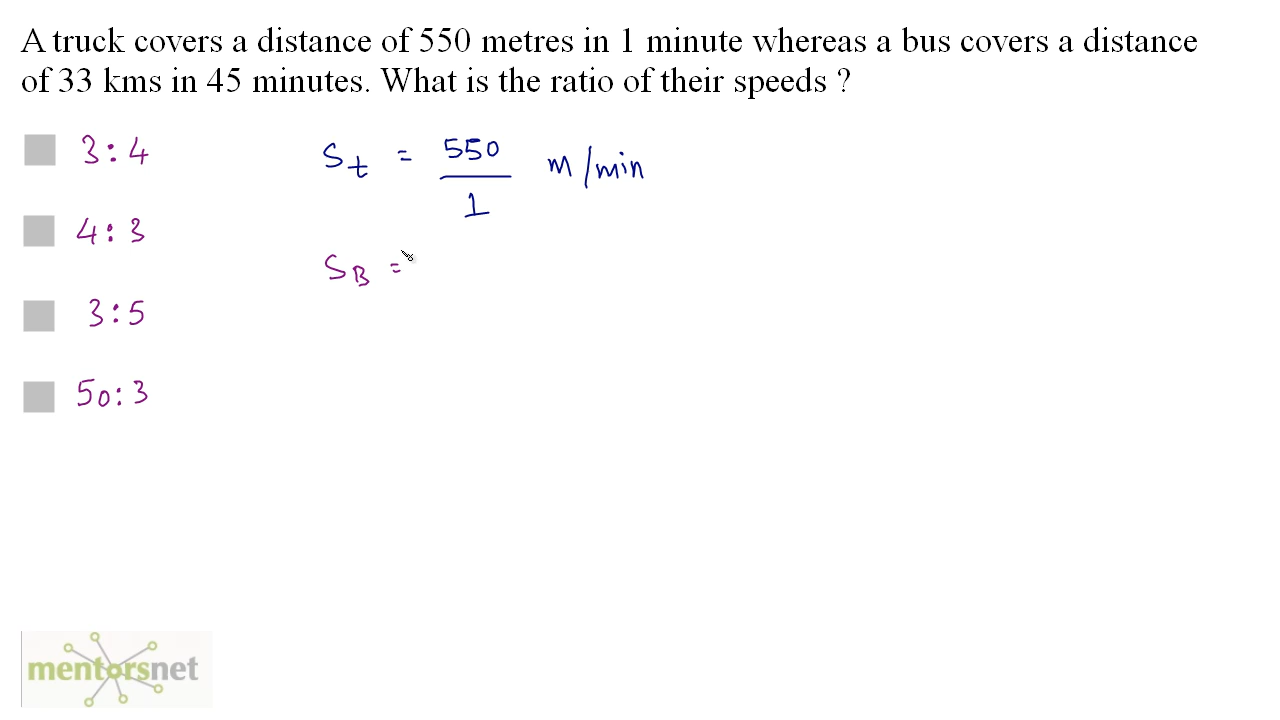 A truck covers a distance of 550 metres in 1 minute whereas a bus covers a distance
of 33 kms in 45 minutes. What is the ratio of their speeds ?
3:4
4:3
3:5
50:3
St = 550/1 m/min
SB =
mentorsnet